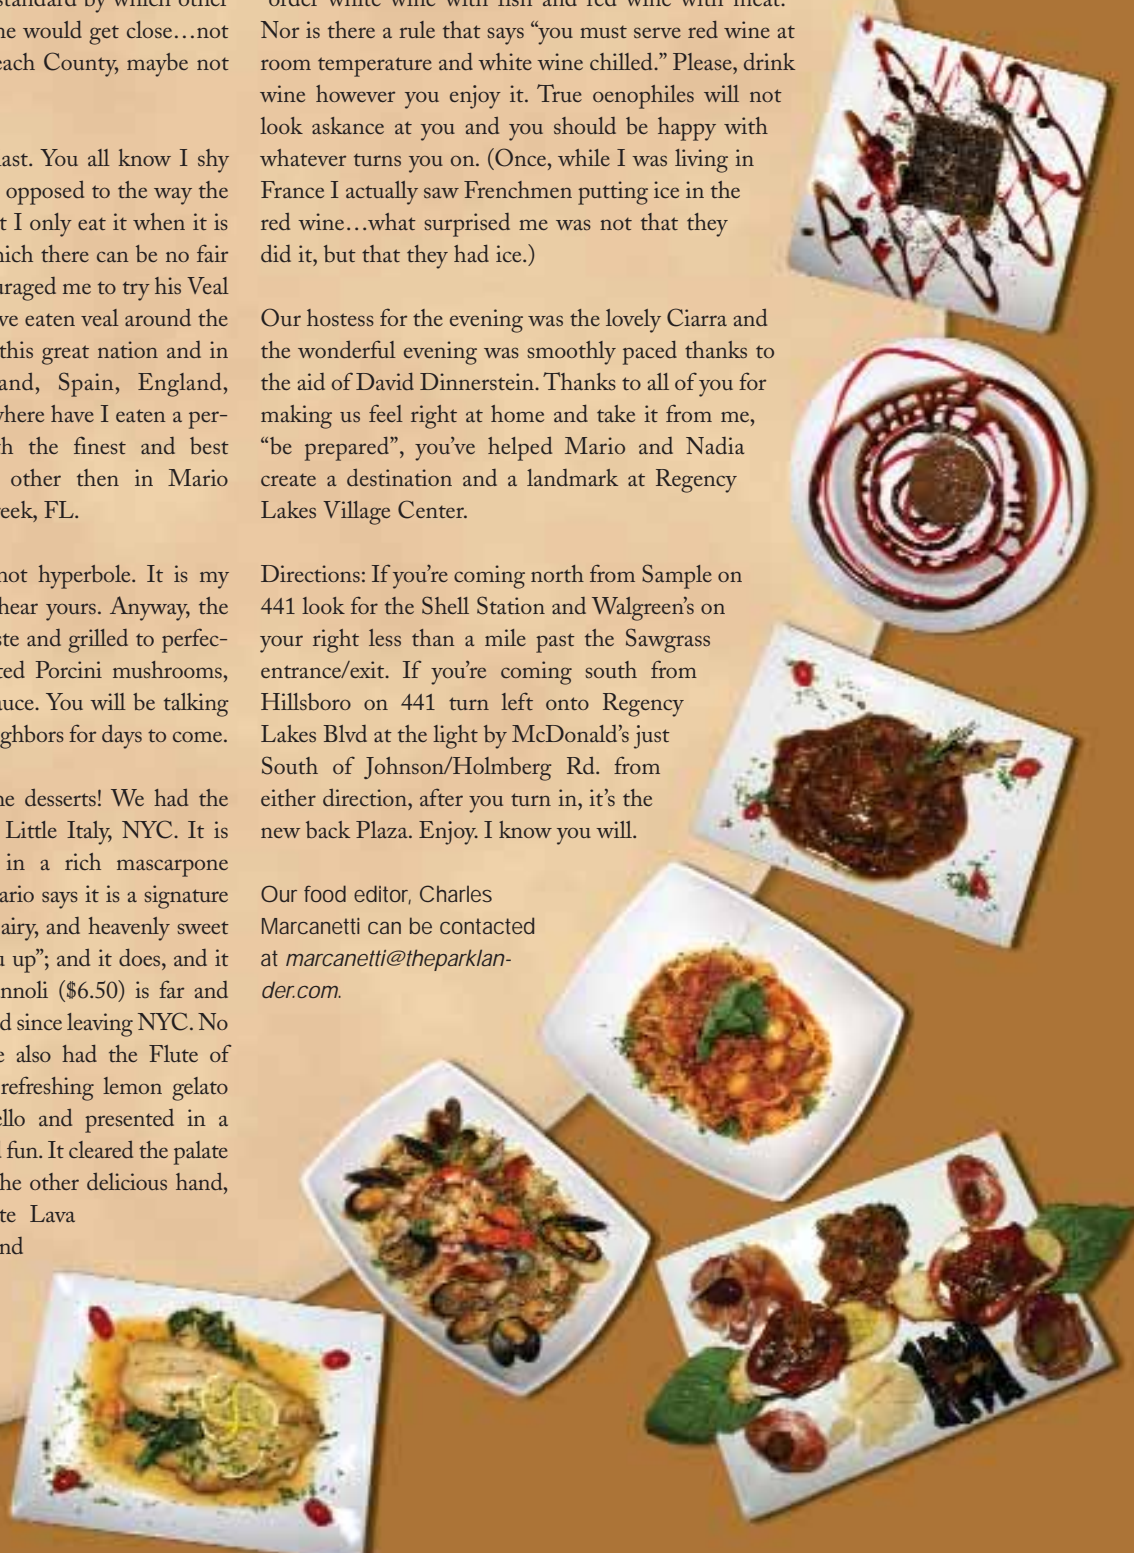 standard by which other
ne would get close…not
each County, maybe not
last. You all know I shy
opposed to the way the
t I only eat it when it is
hich there can be no fair
uraged me to try his Veal
ve eaten veal around the
this great nation and in
and, Spain, England,
where have I eaten a per-
h the finest and best
other then in Mario
reek, FL.
not hyperbole. It is my
hear yours. Anyway, the
ste and grilled to perfec-
ted Porcini mushrooms,
auce. You will be talking
ighbors for days to come.
he desserts! We had the
Little Italy, NYC. It is
in a rich mascarpone
ario says it is a signature
airy, and heavenly sweet
u up”; and it does, and it
nnoli ($6.50) is far and
d since leaving NYC. No
e also had the Flute of
refreshing lemon gelato
ello and presented in a
d fun. It cleared the palate
he other delicious hand,
te Lava
nd
“order white wine with fish and red wine with meat.”
Nor is there a rule that says “you must serve red wine at
room temperature and white wine chilled.” Please, drink
wine however you enjoy it. True oenophiles will not
look askance at you and you should be happy with
whatever turns you on. (Once, while I was living in
France I actually saw Frenchmen putting ice in the
red wine…what surprised me was not that they
did it, but that they had ice.)
Our hostess for the evening was the lovely Ciarra and
the wonderful evening was smoothly paced thanks to
the aid of David Dinnerstein. Thanks to all of you for
making us feel right at home and take it from me,
“be prepared”, you’ve helped Mario and Nadia
create a destination and a landmark at Regency
Lakes Village Center.
Directions: If you’re coming north from Sample on
441 look for the Shell Station and Walgreen’s on
your right less than a mile past the Sawgrass
entrance/exit. If you’re coming south from
Hillsboro on 441 turn left onto Regency
Lakes Blvd at the light by McDonald’s just
South of Johnson/Holmberg Rd. from
either direction, after you turn in, it’s the
new back Plaza. Enjoy. I know you will.
Our food editor, Charles
Marcanetti can be contacted
at marcanetti@theparklan-
der.com.